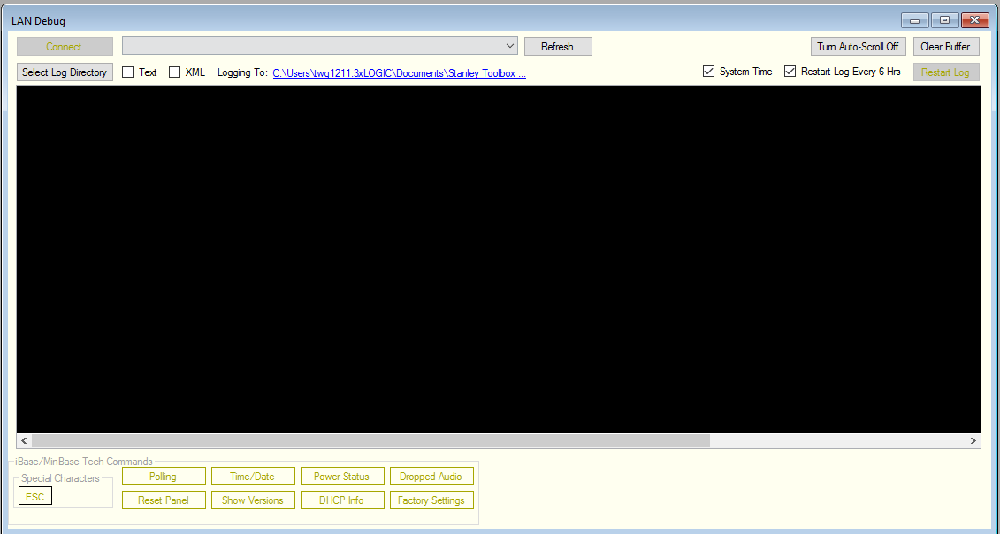 LAN Debug
Connect Refresh Turn Auto-Scroll Off Clear Buffer
Select Log Directory Text XML Logging To: C:\Users\twg1211.3xLOGIC\Documents\Stanley Toolbox ... System Time Restart Log Every 6 Hrs Restart Log
iBase/MinBase Tech Commands
Special Characters
ESC
Polling Time/Date Power Status Dropped Audio
Reset Panel Show Versions DHCP Info Factory Settings